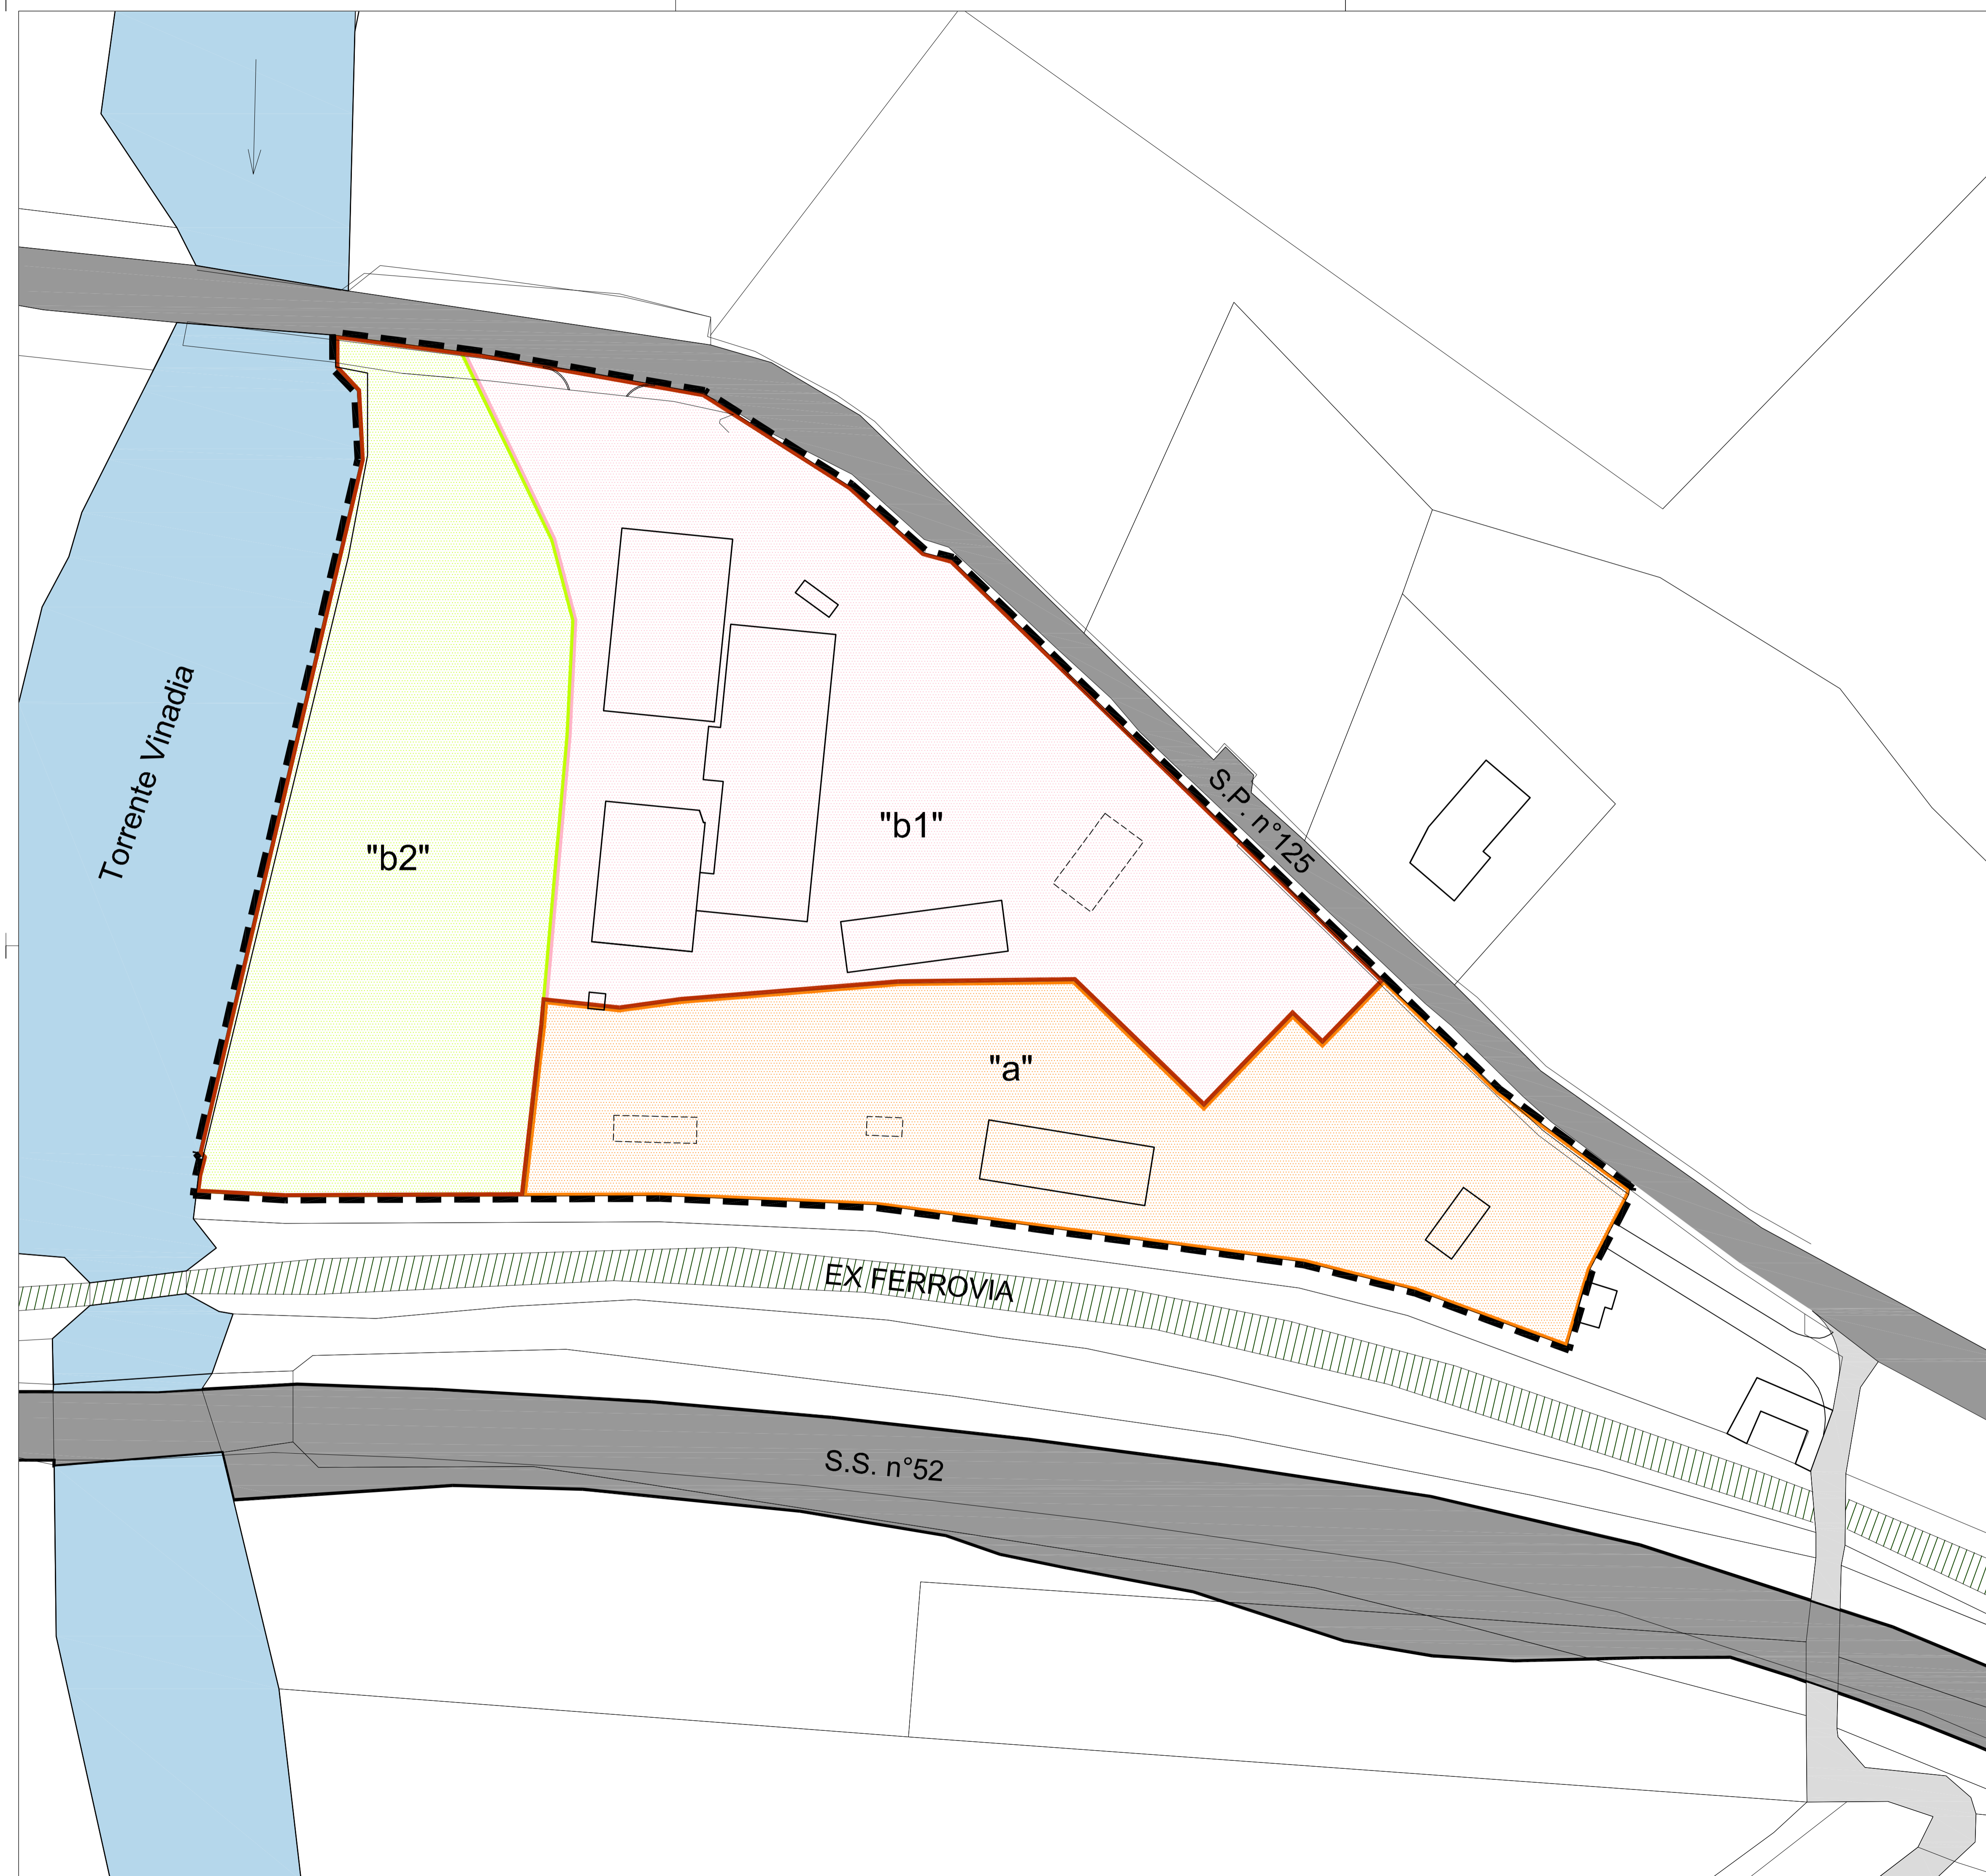 Torrente Vinadia
S.P. n°125
"b1"
"b2"
"a"
EX FERROVIA
S.S. n°52